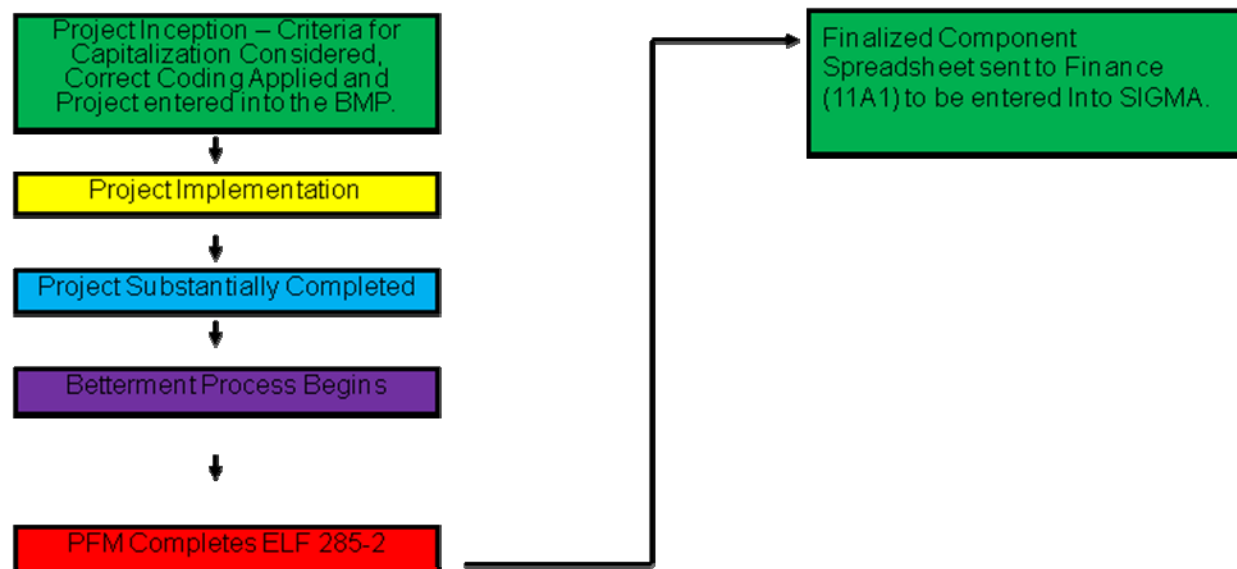 Project Inception – Criteria for
Capitalization Considered,
Correct Coding Applied and
Project entered into the BMP.
Project Implementation
Project Substantially Completed
Betterment Process Begins
PFM Completes ELF 285-2
Finalized Component
Spreadsheet sent to Finance
(11A1) to be entered Into SIGMA.